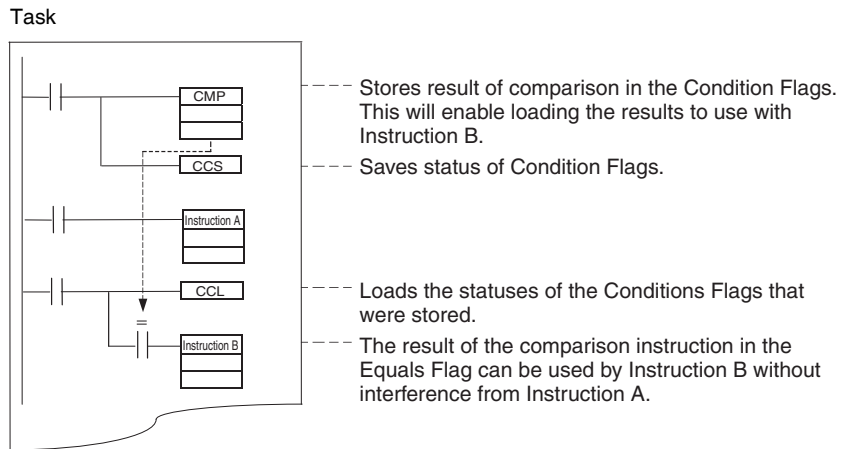 Task
CMP
Stores result of comparison in the Condition Flags.
This will enable loading the results to use with
Instruction B.
CCS
Saves status of Condition Flags.
Instruction A
CCL
Loads the statuses of the Conditions Flags that
were stored.
=
Instruction B
The result of the comparison instruction in the
Equals Flag can be used by Instruction B without
interference from Instruction A.